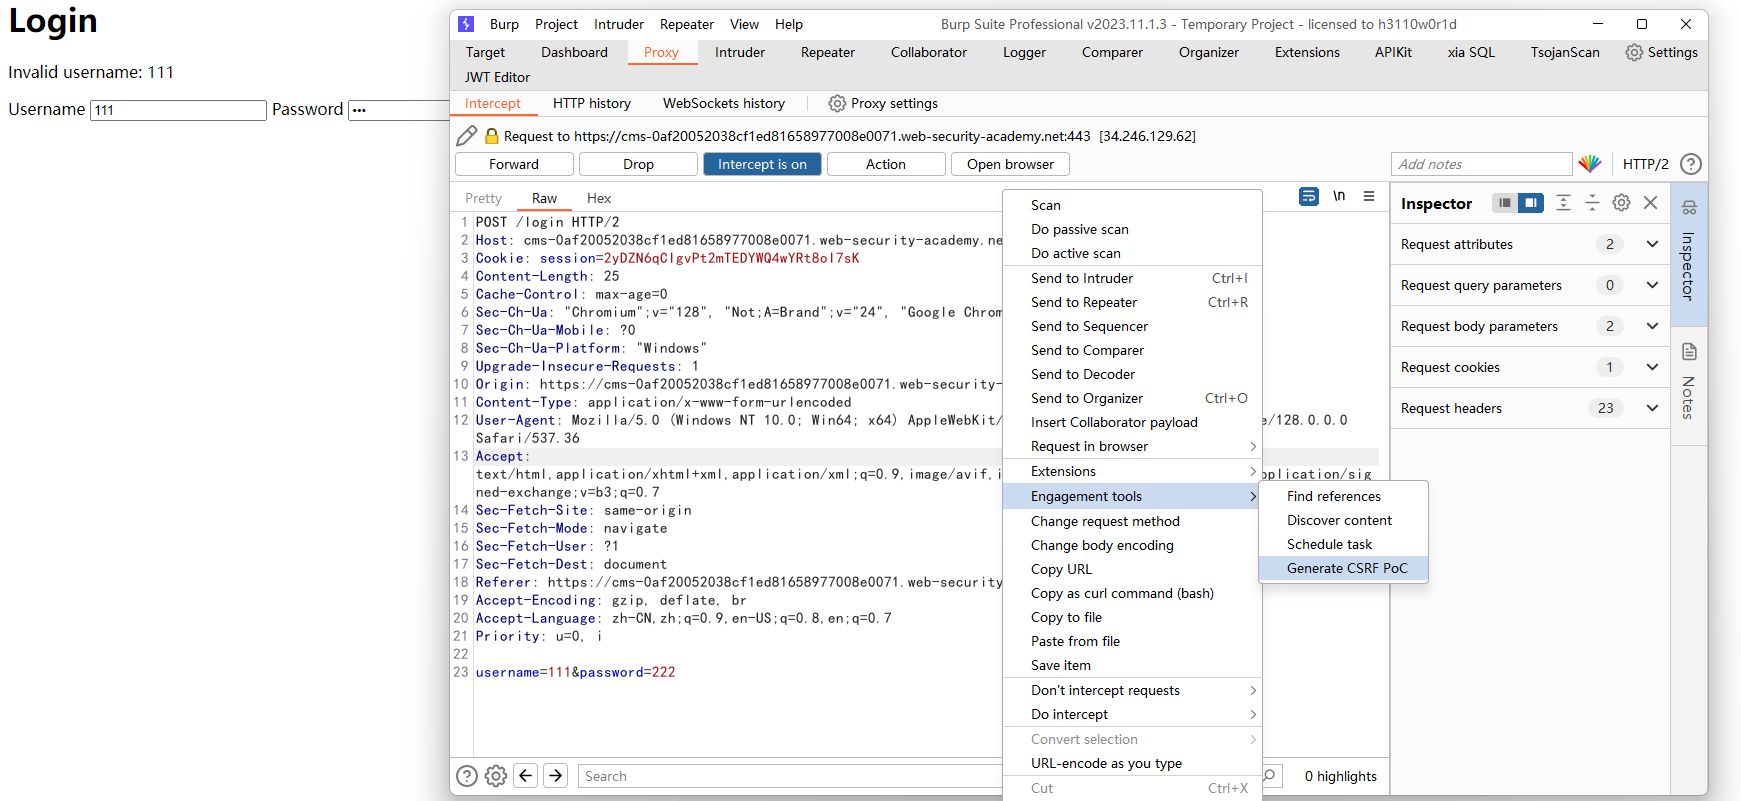 Login
Invalid username: 111
Username 111 Password •••
Burp Project Intruder Repeater View Help Burp Suite Professional v2023.11.1.3 - Temporary Project - licensed to h3110w0r1d
Target Dashboard Proxy Intruder Repeater Collaborator Logger Comparer Organizer Extensions APIKit xia SQL TsojanScan Settings
JWT Editor
Intercept HTTP history WebSockets history Proxy settings
Request to https://cms-0af20052038cf1ed81658977008e0071.web-security-academy.net:443 [34.246.129.62]
Forward Drop Intercept is on Action Open browser Add notes HTTP/2 ?
Pretty Raw Hex \n
1 POST /login HTTP/2
2 Host: cms-0af20052038cf1ed81658977008e0071.web-security-academy.ne
3 Cookie: session=2yDZN6qClgvPt2mTEDYWQ4wYRt8ol7sK
4 Content-Length: 25
5 Cache-Control: max-age=0
6 Sec-Ch-Ua: "Chromium";v="128", "Not;A=Brand";v="24", "Google Chrom
7 Sec-Ch-Ua-Mobile: ?0
8 Sec-Ch-Ua-Platform: "Windows"
9 Upgrade-Insecure-Requests: 1
10 Origin: https://cms-0af20052038cf1ed81658977008e0071.web-security-
11 Content-Type: application/x-www-form-urlencoded
12 User-Agent: Mozilla/5.0 (Windows NT 10.0; Win64; x64) AppleWebKit/ e/128.0.0.0
Safari/537.36
13 Accept:
text/html,application/xhtml+xml,application/xml;q=0.9,image/avif,i pplication/sig
ned-exchange;v=b3;q=0.7
14 Sec-Fetch-Site: same-origin
15 Sec-Fetch-Mode: navigate
16 Sec-Fetch-User: ?1
17 Sec-Fetch-Dest: document
18 Referer: https://cms-0af20052038cf1ed81658977008e0071.web-security
19 Accept-Encoding: gzip, deflate, br
20 Accept-Language: zh-CN,zh;q=0.9,en-US;q=0.8,en;q=0.7
21 Priority: u=0, i
22
23 username=111&password=222
Scan
Do passive scan
Do active scan
Send to Intruder Ctrl+I
Send to Repeater Ctrl+R
Send to Sequencer
Send to Comparer
Send to Decoder
Send to Organizer Ctrl+O
Insert Collaborator payload
Request in browser
Extensions
Engagement tools
Change request method
Change body encoding
Copy URL
Copy as curl command (bash)
Copy to file
Paste from file
Save item
Don't intercept requests
Do intercept
Convert selection
URL-encode as you type
Cut Ctrl+X
Find references
Discover content
Schedule task
Generate CSRF PoC
Inspector
Request attributes 2
Request query parameters 0
Request body parameters 2
Request cookies 1
Request headers 23
Inspector
Notes
? Search 0 highlights